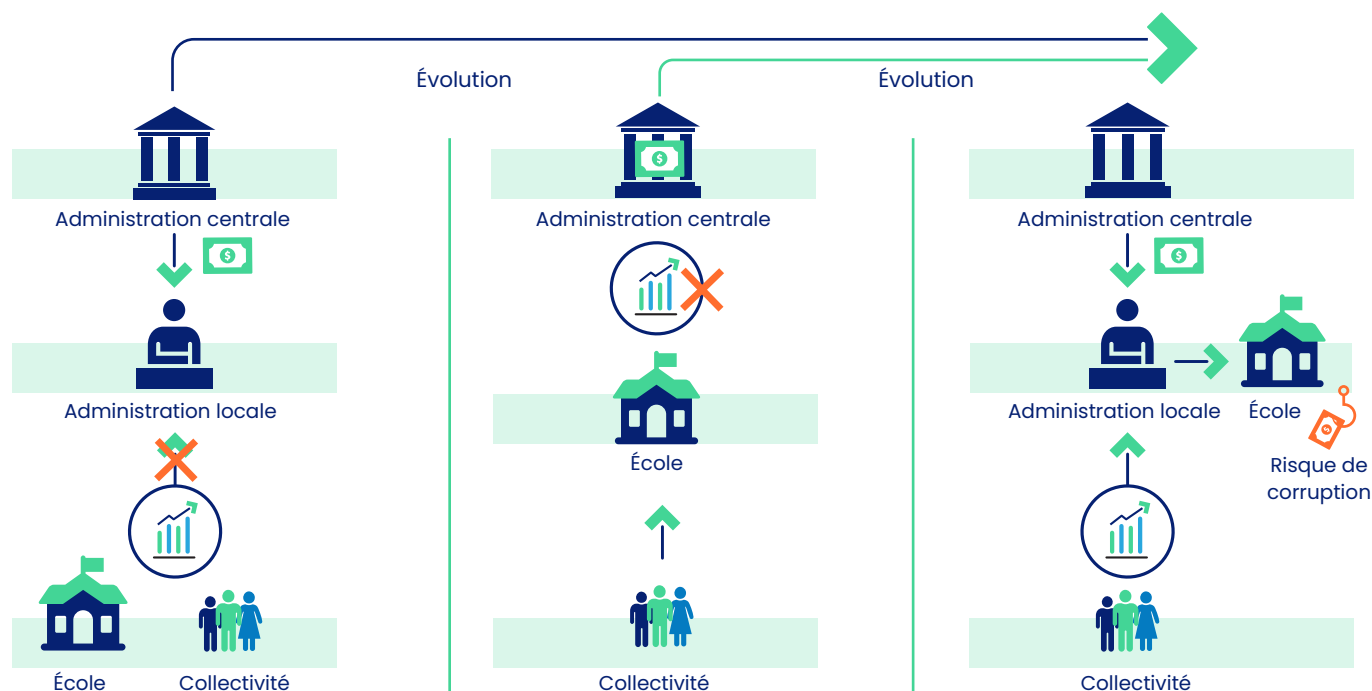 Évolution
Évolution
Administration centrale
Administration locale
École
Collectivité
Administration centrale
$
École
Collectivité
Administration centrale
$
Administration locale
École
$
Risque de
corruption
Collectivité
$